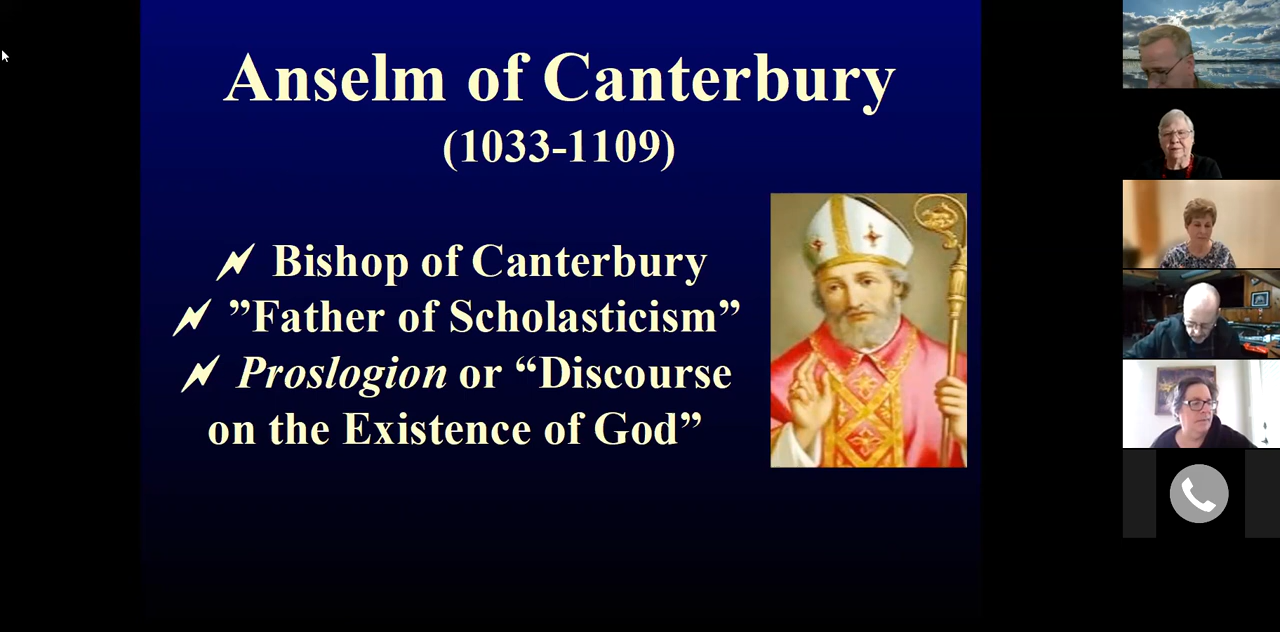 Anselm of Canterbury
(1033-1109)
Bishop of Canterbury
”Father of Scholasticism”
Proslogion or “Discourse
on the Existence of God”